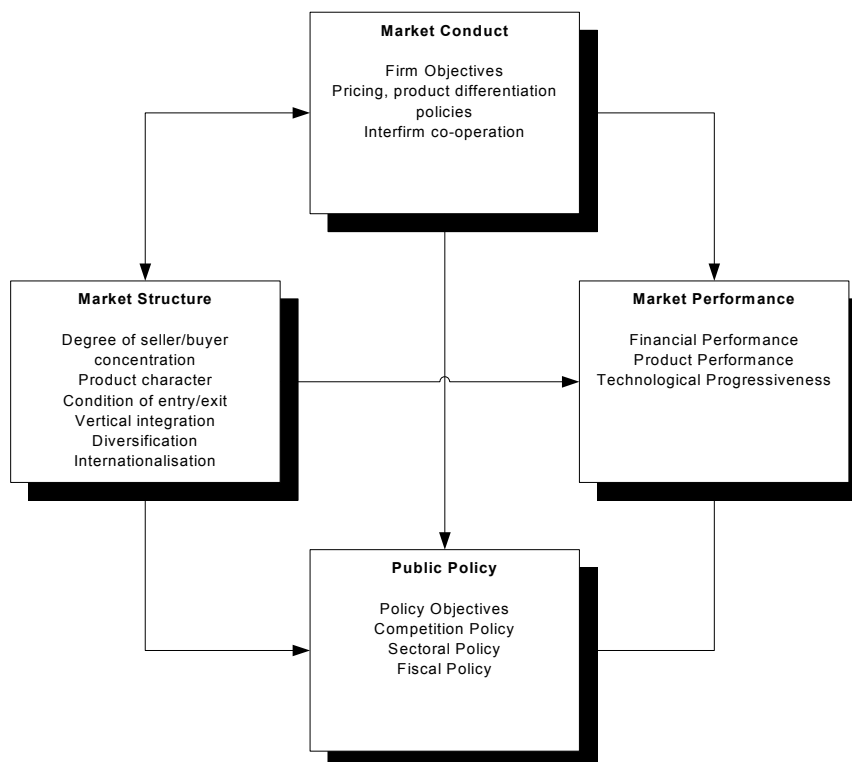 Market Conduct
Firm Objectives
Pricing, product differentiation
policies
Interfirm co-operation
Market Structure
Degree of seller/buyer
concentration
Product character
Condition of entry/exit
Vertical integration
Diversification
Internationalisation
Market Performance
Financial Performance
Product Performance
Technological Progressiveness
Public Policy
Policy Objectives
Competition Policy
Sectoral Policy
Fiscal Policy